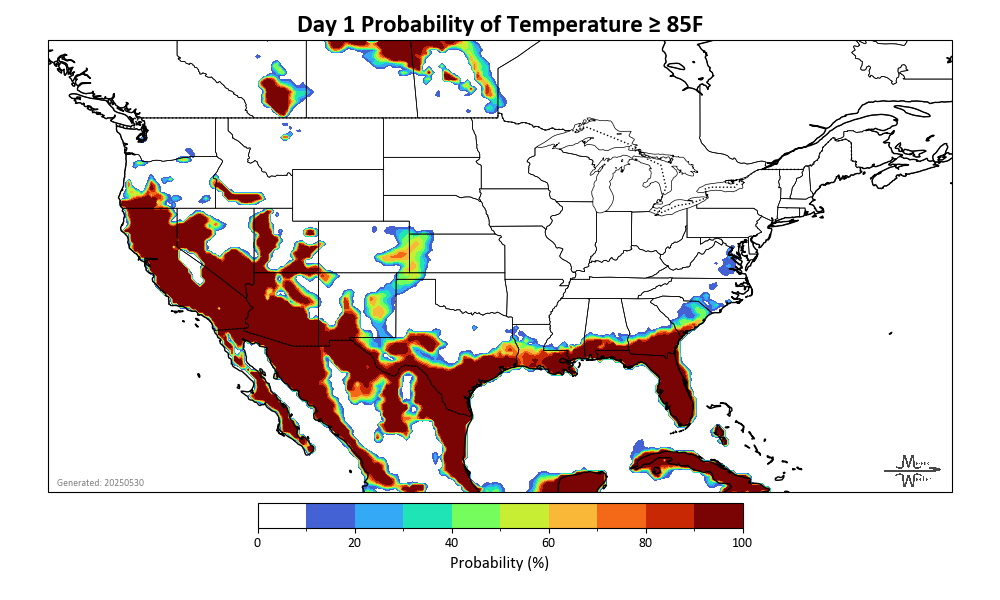 Day 1 Probability of Temperature ≥ 85F
Generated: 20250530
0 20 40 60 80 100
Probability (%)